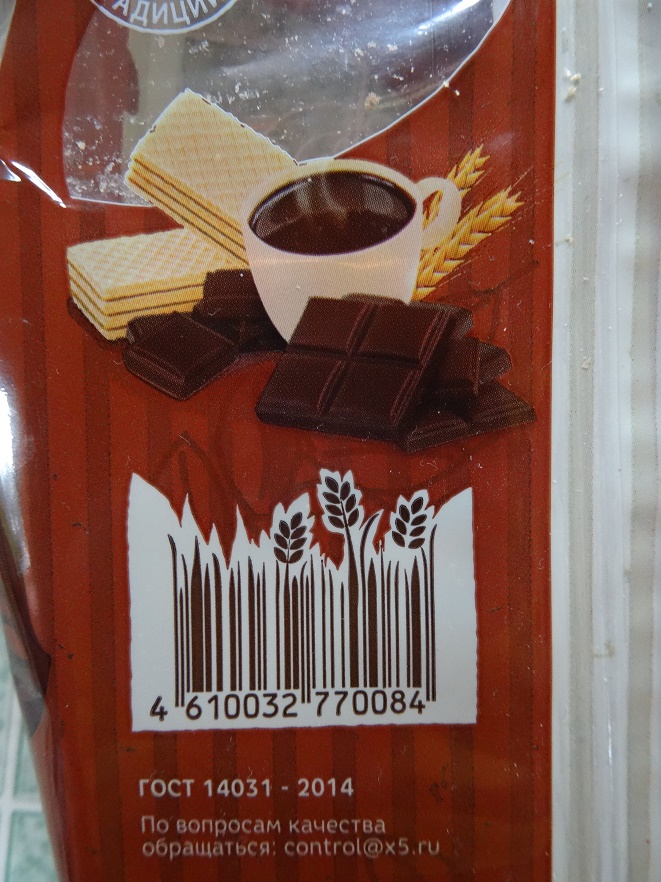 4 610032 770084
ГОСТ 14031 - 2014
По вопросам качества
обращаться: control@x5.ru